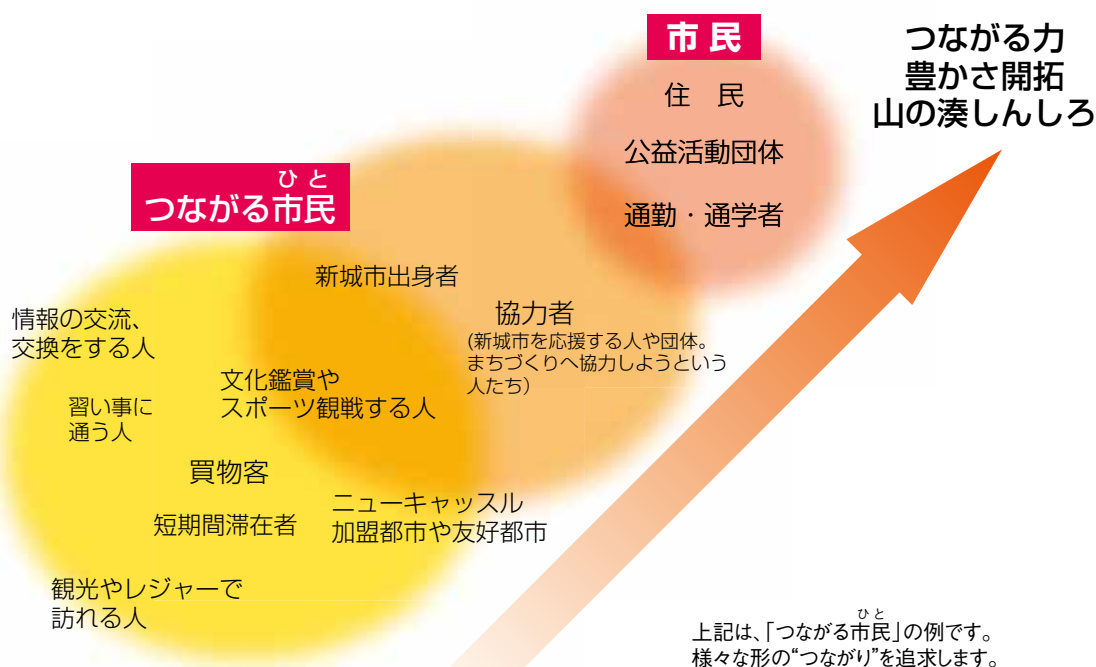 市民
住　民
公益活動団体
通勤・通学者
つながる力
豊かさ開拓
山の湊しんしろ
ひと
つながる市民
新城市出身者
協力者
(新城市を応援する人や団体。
まちづくりへ協力しようという
人たち)
情報の交流、
交換をする人
文化鑑賞や
スポーツ観戦する人
習い事に
通う人
買物客
短期間滞在者
ニューキャッスル
加盟都市や友好都市
観光やレジャーで
訪れる人
ひと
上記は、「つながる市民」の例です。
様々な形の“つながり”を追求します。